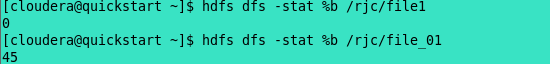 [cloudera@quickstart ~]$ hdfs dfs -stat %b /rjc/file1
0
[cloudera@quickstart ~]$ hdfs dfs -stat %b /rjc/file_01
45